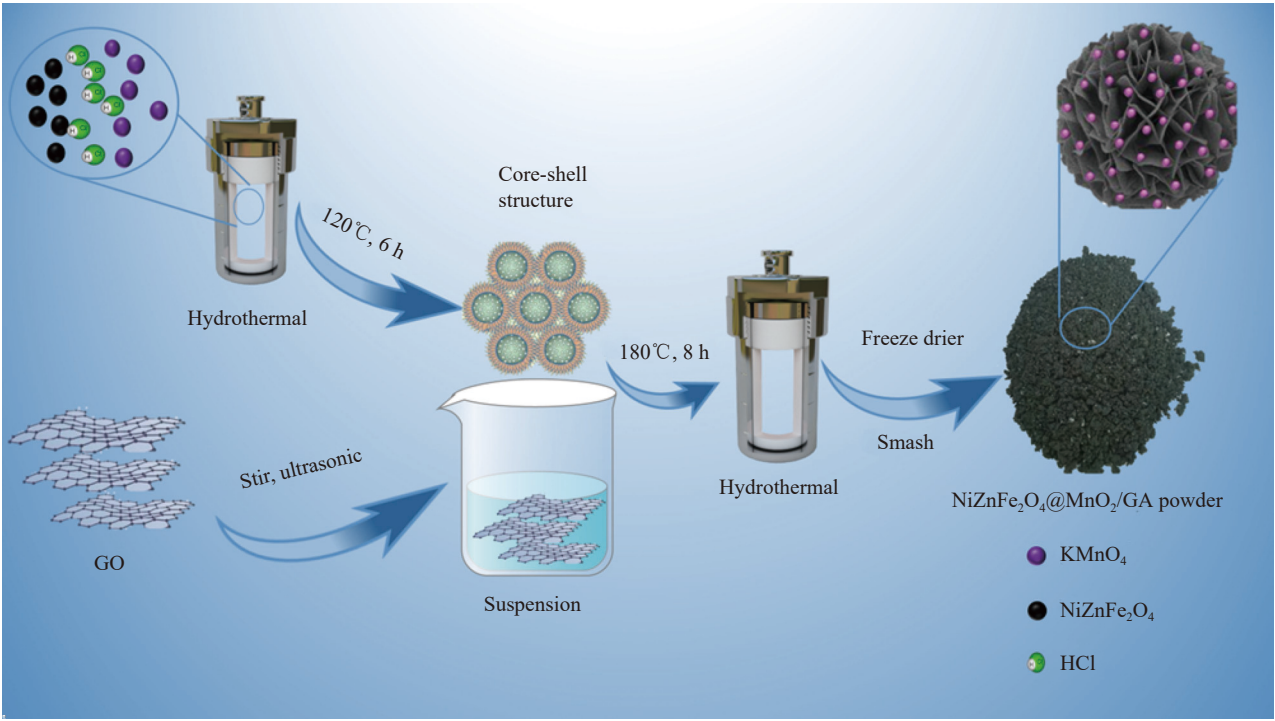 Core-shell
structure
120℃, 6 h
Hydrothermal
180℃, 8 h
Freeze drier
Smash
Stir, ultrasonic
Hydrothermal
NiZnFe₂O₄@MnO₂/GA powder
GO
Suspension
KMnO₄
NiZnFe₂O₄
HCl